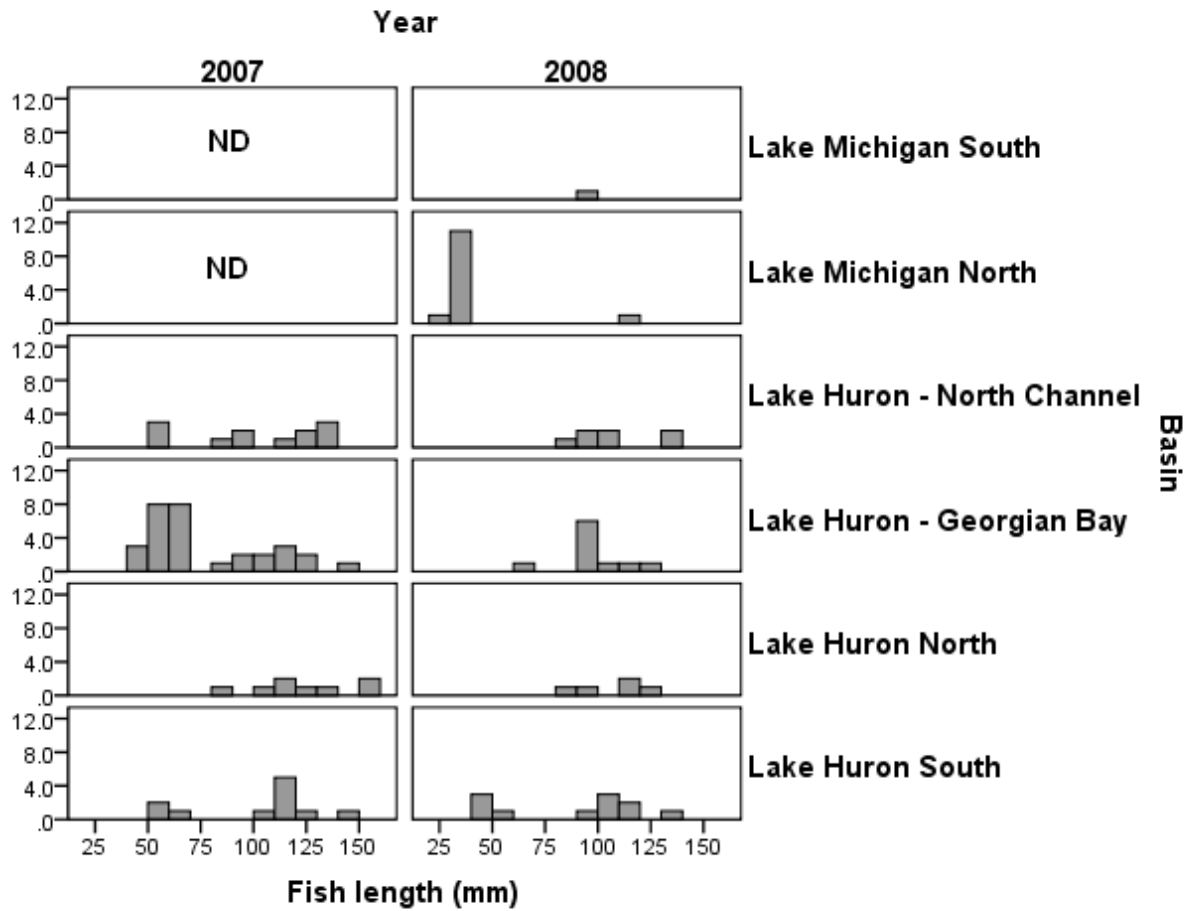 Year
2007 2008
12.0
8.0
4.0
.0
ND
Lake Michigan South
12.0
8.0
4.0
.0
ND
Lake Michigan North
12.0
8.0
4.0
.0
Lake Huron - North Channel
12.0
8.0
4.0
.0
Lake Huron - Georgian Bay
12.0
8.0
4.0
.0
Lake Huron North
12.0
8.0
4.0
.0
Lake Huron South
Basin
25 50 75 100 125 150 25 50 75 100 125 150
Fish length (mm)